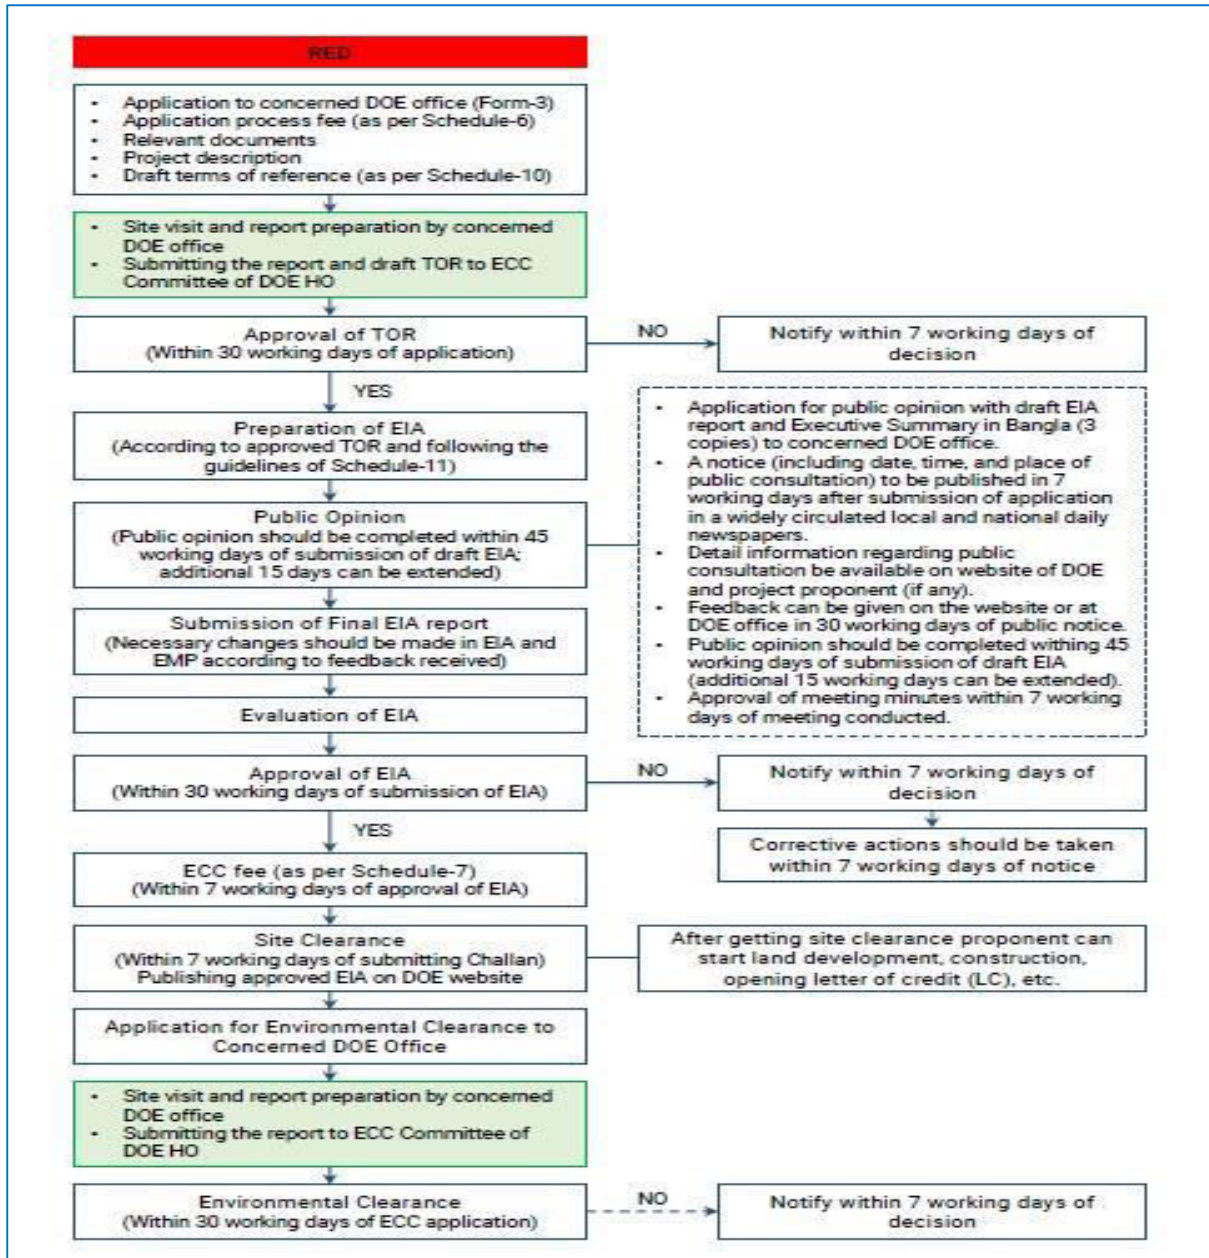 RED
• Application to concerned DOE office (Form-3)
• Application process fee (as per Schedule-6)
• Relevant documents
• Project description
• Draft terms of reference (as per Schedule-10)
• Site visit and report preparation by concerned
DOE office
• Submitting the report and draft TOR to ECC
Committee of DOE HO
Approval of TOR
(Within 30 working days of application)
NO
Notify within 7 working days of
decision
YES
Preparation of EIA
(According to approved TOR and following the
guidelines of Schedule-11)
Public Opinion
(Public opinion should be completed within 45
working days of submission of draft EIA;
additional 15 days can be extended)
• Application for public opinion with draft EIA
report and Executive Summary in Bangla (3
copies) to concerned DOE office.
• A notice (including date, time, and place of
public consultation) to be published in 7
working days after submission of application
in a widely circulated local and national daily
newspapers.
• Detail information regarding public
consultation be available on website of DOE
and project proponent (if any).
• Feedback can be given on the website or at
DOE office in 30 working days of public notice.
• Public opinion should be completed withing 45
working days of submission of draft EIA
(additional 15 working days can be extended).
• Approval of meeting minutes within 7 working
days of meeting conducted.
Submission of Final EIA report
(Necessary changes should be made in EIA and
EMP according to feedback received)
Evaluation of EIA
Approval of EIA
(Within 30 working days of submission of EIA)
NO
Notify within 7 working days of
decision
Corrective actions should be taken
within 7 working days of notice
YES
ECC fee (as per Schedule-7)
(Within 7 working days of approval of EIA)
Site Clearance
(Within 7 working days of submitting Challan)
Publishing approved EIA on DOE website
After getting site clearance proponent can
start land development, construction,
opening letter of credit (LC), etc.
Application for Environmental Clearance to
Concerned DOE Office
• Site visit and report preparation by concerned
DOE office
• Submitting the report to ECC Committee of
DOE HO
Environmental Clearance
(Within 30 working days of ECC application)
NO
Notify within 7 working days of
decision